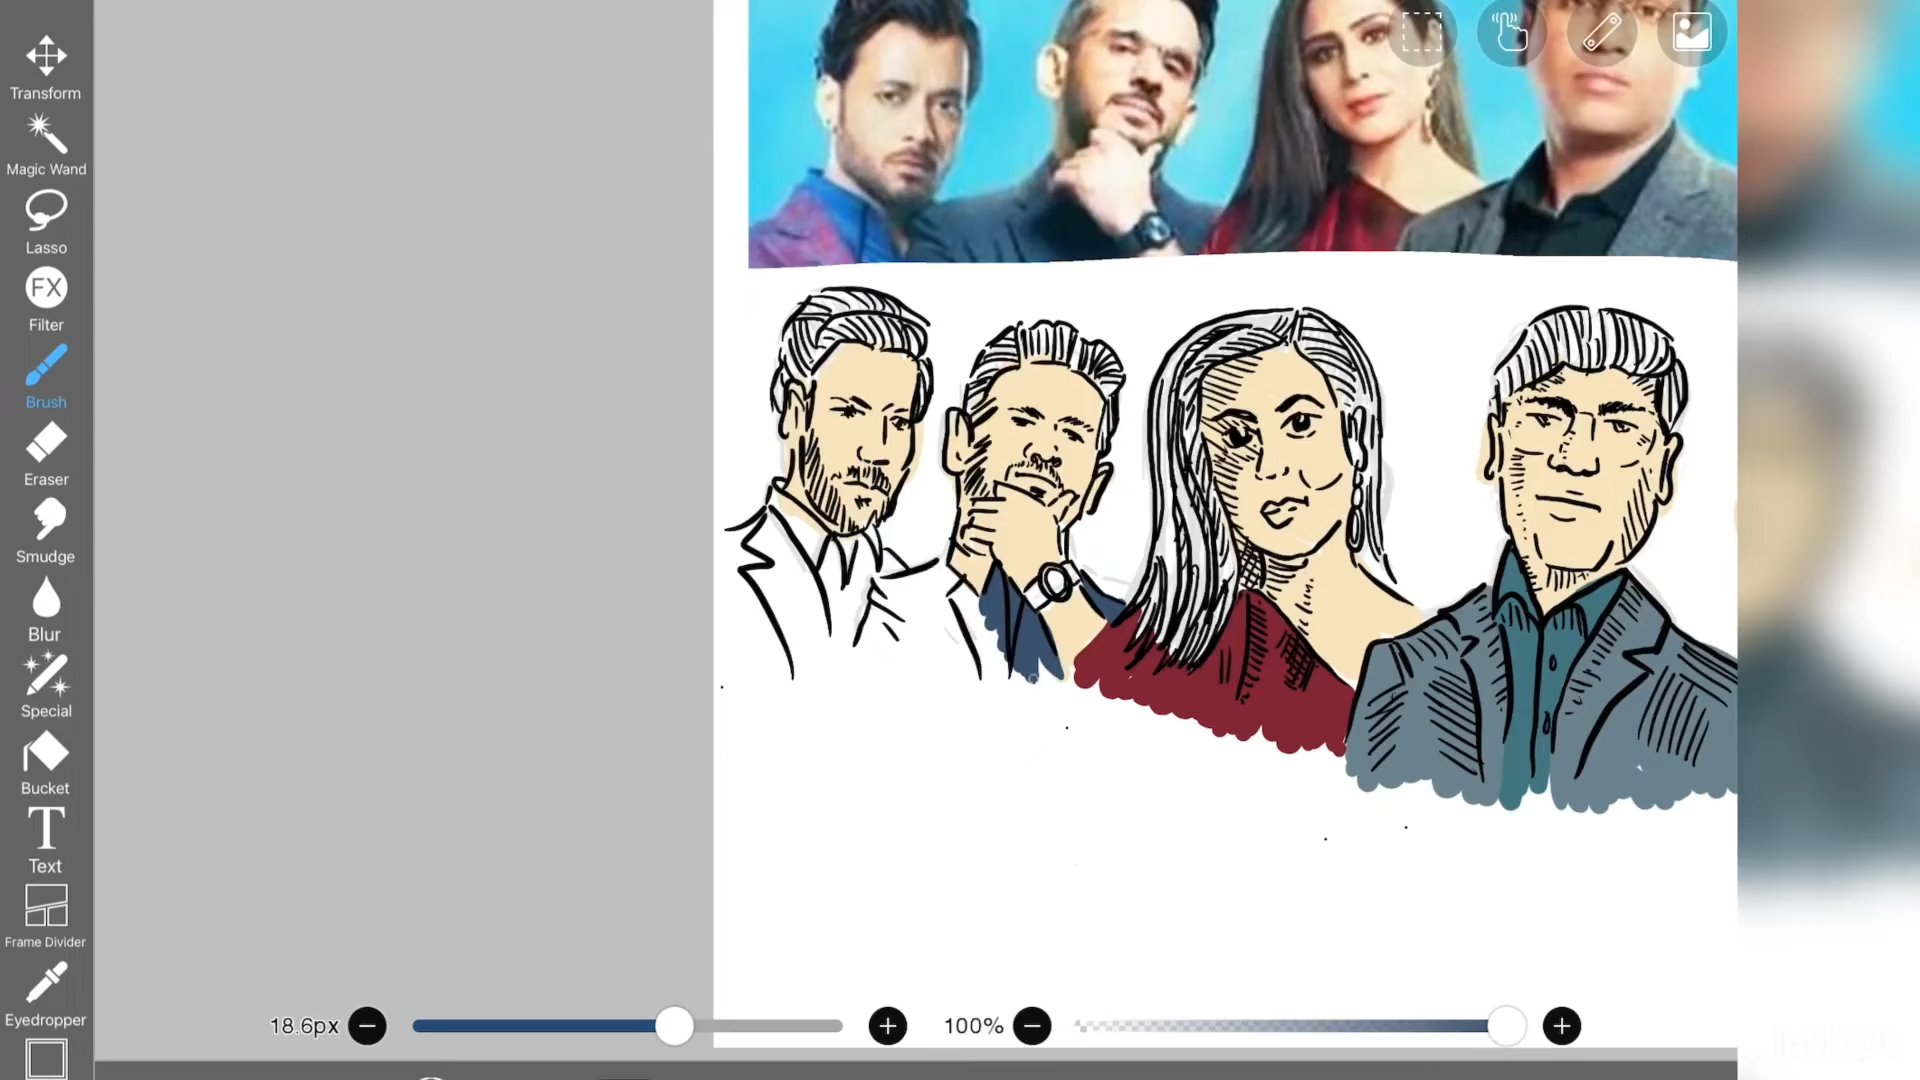 Transform
Magic Wand
Lasso
FX
Filter
Brush
Eraser
Smudge
Blur
Special
Bucket
T
Text
Frame Divider
Eyedropper
18.6px
100%